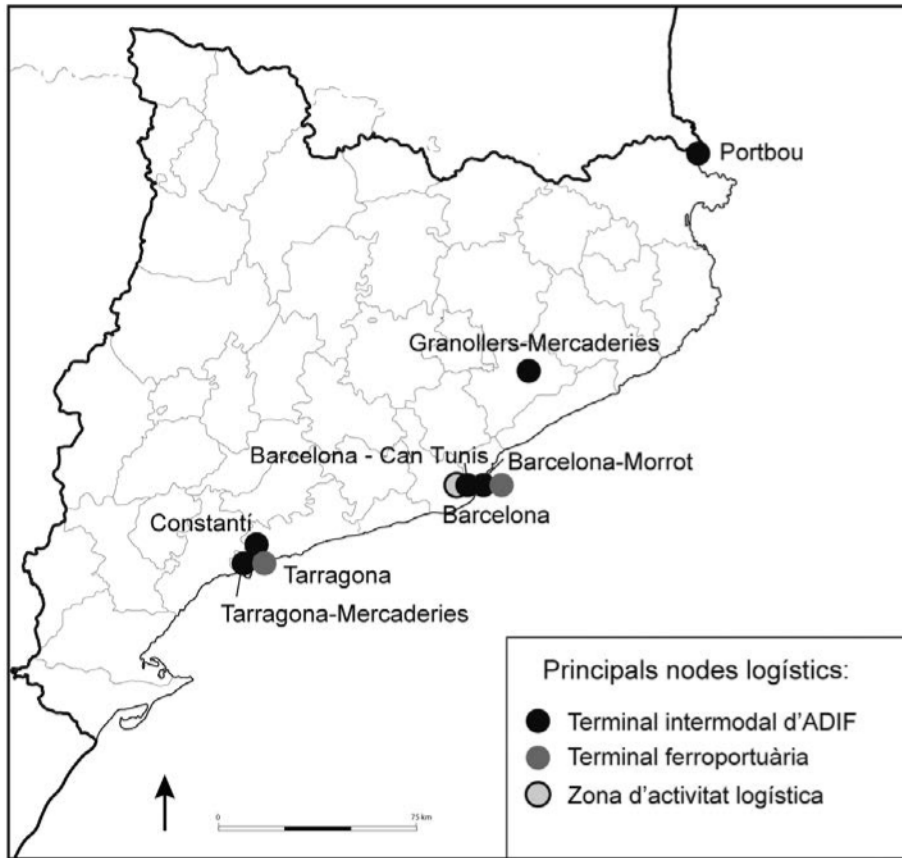 Portbou
Granollers-Mercaderies
Barcelona - Can Tunis
Barcelona-Morrot
Barcelona
Constantí
Tarragona
Tarragona-Mercaderies
Principals nodes logístics:
Terminal intermodal d'ADIF
Terminal ferroportuària
Zona d'activitat logística
0
75 km